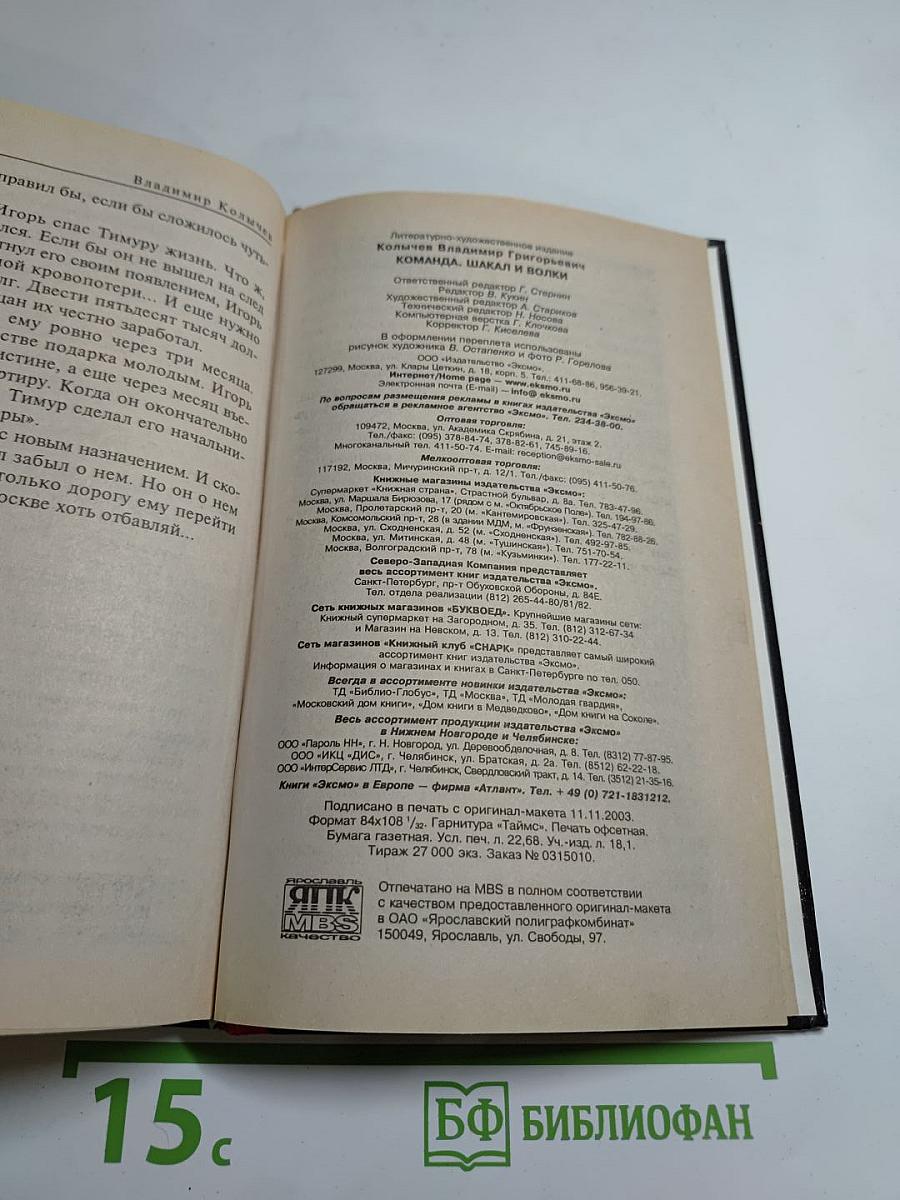 Владимир Колычев
правил бы, если бы сложилось чуть-
Игорь спас Тимуру жизнь. Что ж,
лся. Если бы он не вышел на след
гнул его своим появлением, Игорь
ной кровопотери... И еще нужно
лг. Двести пятьдесят тысяч дол-
цан их честно заработал.
ему ровно через три месяца.
стве подарка молодым. Игорь
истине, а еще через месяц въе-
ртиру. Когда он окончательно
Тимур сделал его начальни-
ры».
с новым назначением. И ско-
л забыл о нем. Но он о нем
только дорогу ему перейти
оскве хоть отбавляй...
Литературно-художественное издание
Колычев Владимир Григорьевич
КОМАНДА. ШАКАЛ И ВОЛКИ
Ответственный редактор Г. Стернин
Редактор В. Кукин
Художественный редактор А. Стариков
Технический редактор Н. Носова
Компьютерная верстка Г. Клочкова
Корректор Г. Киселева
В оформлении переплета использованы
рисунок художника В. Остапенко и фото Р. Горелова
ООО «Издательство «Эксмо».
127299, Москва, ул. Клары Цеткин, д. 18, корп. 5. Тел.: 411-68-86, 956-39-21.
Интернет/Home page — www.eksmo.ru
Электронная почта (E-mail) — info@ eksmo.ru
По вопросам размещения рекламы в книгах издательства «Эксмо»
обращаться в рекламное агентство «Эксмо». Тел. 234-38-00.
Оптовая торговля:
109472, Москва, ул. Академика Скрябина, д. 21, этаж 2.
Тел./факс: (095) 378-84-74, 378-82-61, 745-89-16.
Многоканальный тел. 411-50-74. E-mail: reception@eksmo-sale.ru
Мелкооптовая торговля:
117192, Москва, Мичуринский пр-т, д. 12/1. Тел./факс: (095) 411-50-76.
Книжные магазины издательства «Эксмо»:
Супермаркет «Книжная страна». Страстной бульвар, д. 8а. Тел. 783-47-96.
Москва, ул. Маршала Бирюзова, 17 (рядом с м. «Октябрьское Поле»). Тел. 194-97-86.
Москва, Пролетарский пр-т, 20 (м. «Кантемировская»). Тел. 325-47-29.
Москва, Комсомольский пр-т, 28 (в здании МДМ, м. «Фрунзенская»). Тел. 782-88-26.
Москва, ул. Сходненская, д. 52 (м. «Сходненская»). Тел. 492-97-85.
Москва, ул. Митинская, д. 48 (м. «Тушинская»). Тел. 751-70-54.
Москва, Волгоградский пр-т, 78 (м. «Кузьминки»). Тел. 177-22-11.
Северо-Западная Компания представляет
весь ассортимент книг издательства «Эксмо».
Санкт-Петербург, пр-т Обуховской Обороны, д. 84Е.
Тел. отдела реализации (812) 265-44-80/81/82.
Сеть книжных магазинов «БУКВОЕД». Крупнейшие магазины сети:
Книжный супермаркет на Загородном, д. 35. Тел. (812) 312-67-34
и Магазин на Невском, д. 13. Тел. (812) 310-22-44.
Сеть магазинов «Книжный клуб «СНАРК» представляет самый широкий
ассортимент книг издательства «Эксмо».
Информация о магазинах и книгах в Санкт-Петербурге по тел. 050.
Всегда в ассортименте новинки издательства «Эксмо»:
ТД «Библио-Глобус», ТД «Москва», ТД «Молодая гвардия»,
«Московский дом книги», «Дом книги в Медведково», «Дом книги на Соколе».
Весь ассортимент продукции издательства «Эксмо»
в Нижнем Новгороде и Челябинске:
ООО «Пароль НН», г. Н. Новгород, ул. Деревообделочная, д. 8. Тел. (8312) 77-87-95.
ООО «ИКЦ «ДИС», г. Челябинск, ул. Братская, д. 2а. Тел. (8512) 62-22-18.
ООО «ИнтерСервис ЛТД», г. Челябинск, Свердловский тракт, д. 14. Тел. (3512) 21-35-16.
Книги «Эксмо» в Европе — фирма «Атлант». Тел. + 49 (0) 721-1831212.
Подписано в печать с оригинал-макета 11.11.2003.
Формат 84х108 1/32. Гарнитура «Таймс». Печать офсетная.
Бумага газетная. Усл. печ. л. 22,68. Уч.-изд. л. 18,1.
Тираж 27 000 экз. Заказ № 0315010.
ЯРОСЛАВЛЬ
ЯПК
MBS
качество
Отпечатано на MBS в полном соответствии
с качеством предоставленного оригинал-макета
в ОАО «Ярославский полиграфкомбинат»
150049, Ярославль, ул. Свободы, 97.
15 с
БФ БИБЛИОФАН